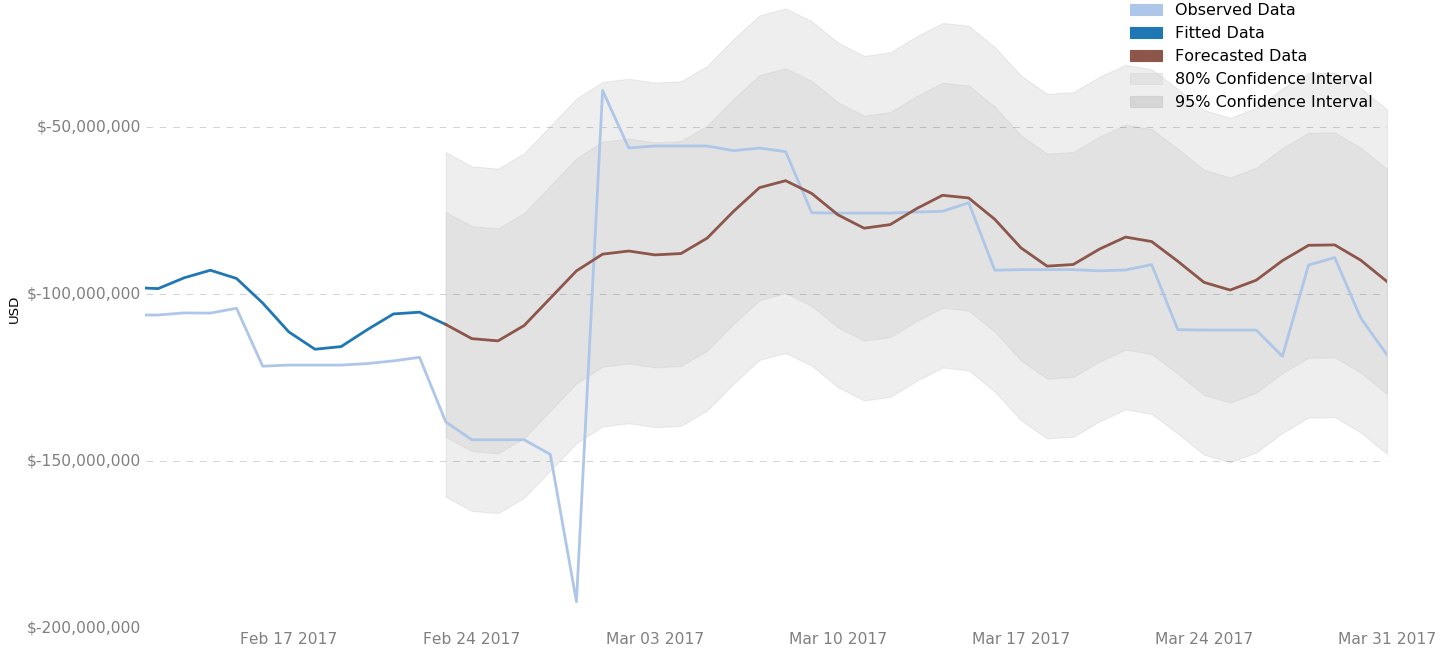 Observed Data
Fitted Data
Forecasted Data
80% Confidence Interval
95% Confidence Interval
$-50,000,000
$-100,000,000
$-150,000,000
$-200,000,000
USD
Feb 17 2017
Feb 24 2017
Mar 03 2017
Mar 10 2017
Mar 17 2017
Mar 24 2017
Mar 31 2017